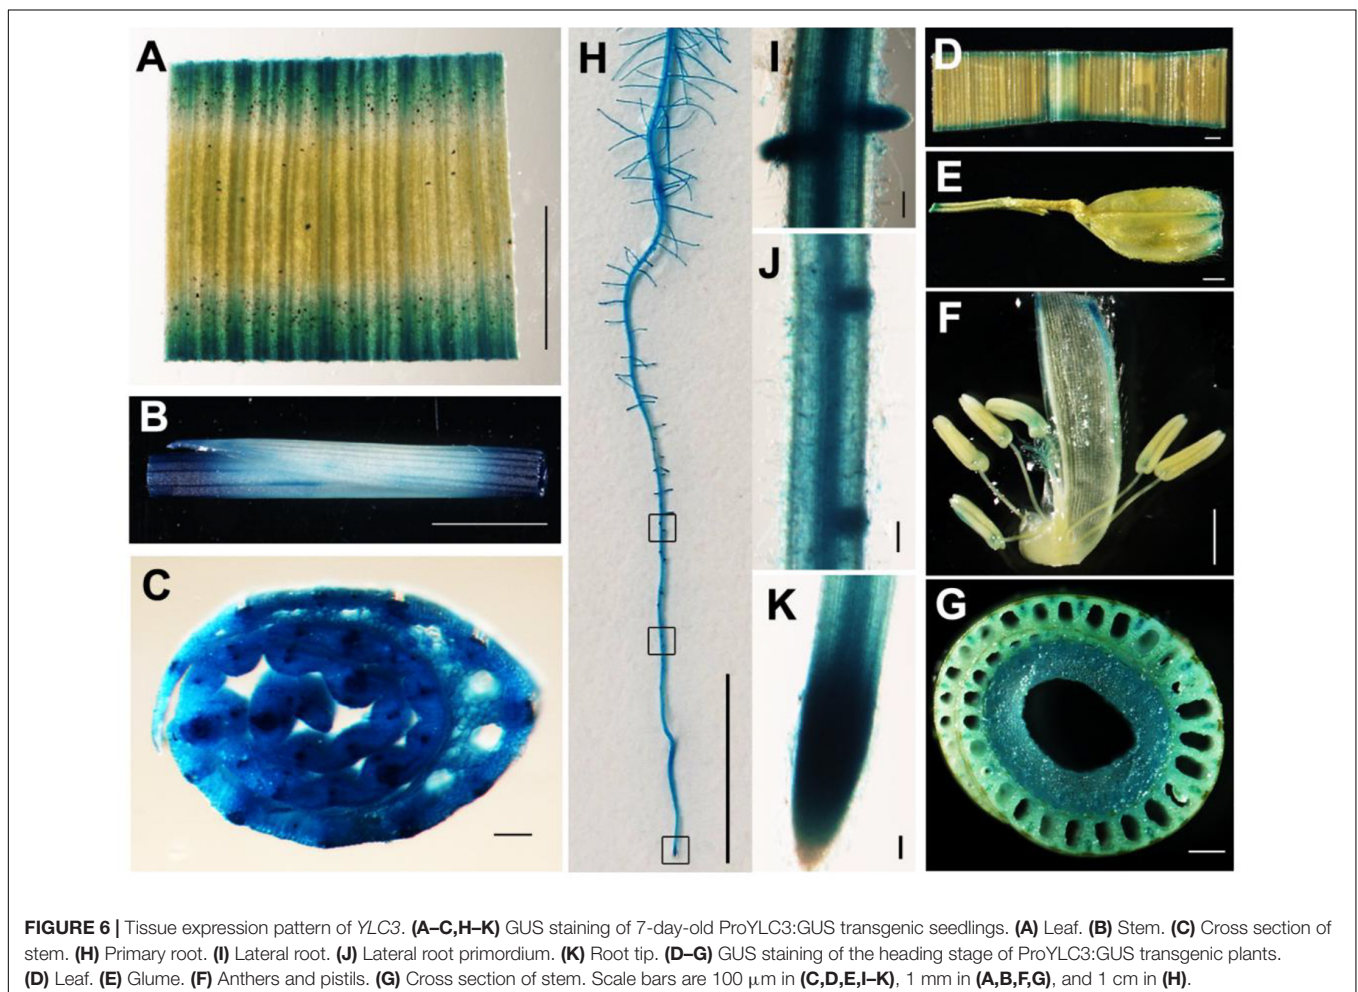 A
B
C
H
I
J
K
D
E
F
G
FIGURE 6 | Tissue expression pattern of YLC3. (A–C,H–K) GUS staining of 7-day-old ProYLC3:GUS transgenic seedlings. (A) Leaf. (B) Stem. (C) Cross section of
stem. (H) Primary root. (I) Lateral root. (J) Lateral root primordium. (K) Root tip. (D–G) GUS staining of the heading stage of ProYLC3:GUS transgenic plants.
(D) Leaf. (E) Glume. (F) Anthers and pistils. (G) Cross section of stem. Scale bars are 100 μm in (C,D,E,I–K), 1 mm in (A,B,F,G), and 1 cm in (H).